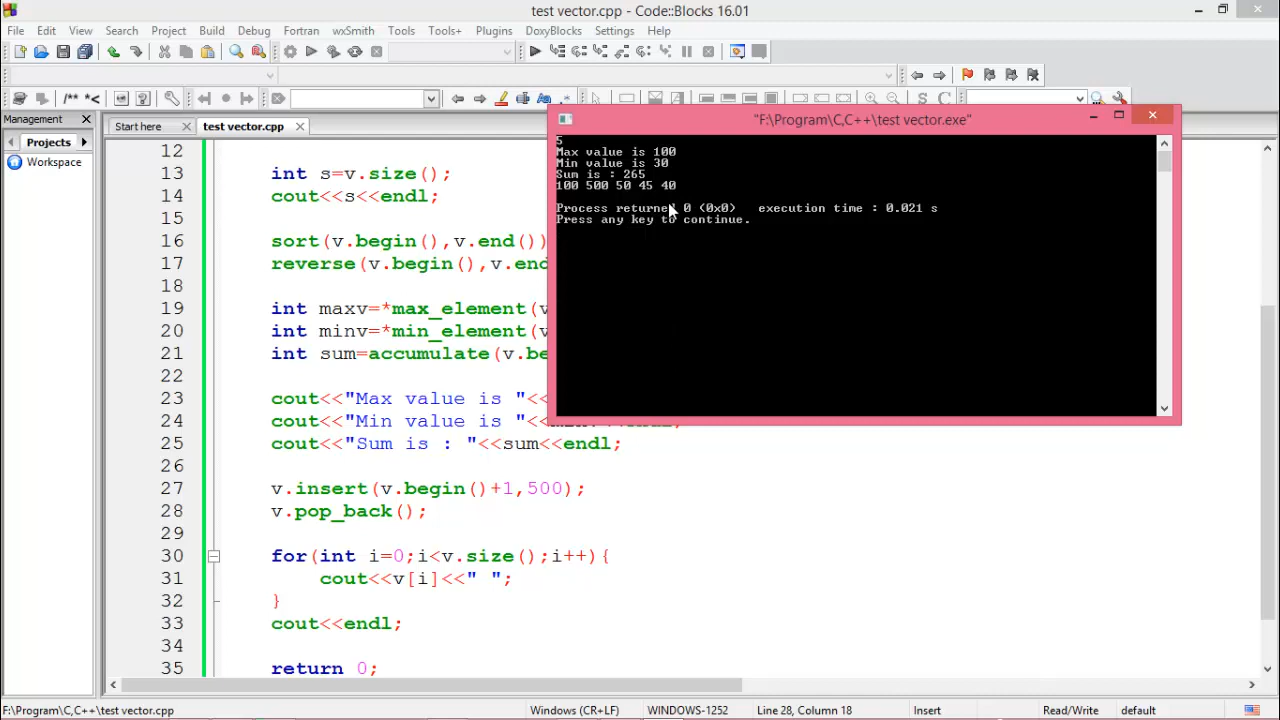 test vector.cpp - Code::Blocks 16.01
File Edit View Search Project Build Debug Fortran wxSmith Tools Tools+ Plugins DoxyBlocks Settings Help
/** *<
S C
Management
Start here
test vector.cpp
Projects
Workspace
"F:\Program\C,C++\test vector.exe"
5
Max value is 100
Min value is 30
Sum is : 265
100 500 50 45 40
Process returned 0 (0x0) execution time : 0.021 s
Press any key to continue.
12
13 int s=v.size();
14 cout<<s<<endl;
15
16 sort(v.begin(),v.end())
17 reverse(v.begin(),v.end
18
19 int maxv=*max_element(v
20 int minv=*min_element(v
21 int sum=accumulate(v.be
22
23 cout<<"Max value is "<<
24 cout<<"Min value is "<<
25 cout<<"Sum is : "<<sum<<endl;
26
27 v.insert(v.begin()+1,500);
28 v.pop_back();
29
30 for(int i=0;i<v.size();i++){
31 cout<<v[i]<<" ";
32 }
33 cout<<endl;
34
35 return 0;
F:\Program\C,C++\test vector.cpp Windows (CR+LF) WINDOWS-1252 Line 28, Column 18 Insert Read/Write default